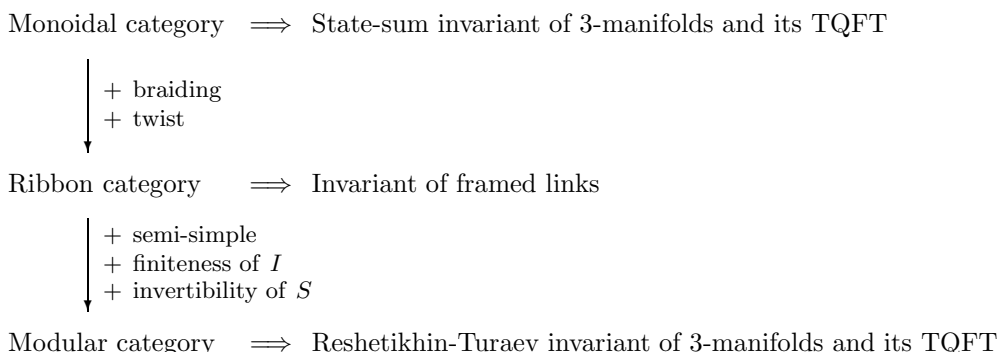 Monoidal category ⟹ State-sum invariant of 3-manifolds and its TQFT
+ braiding
+ twist
Ribbon category ⟹ Invariant of framed links
+ semi-simple
+ finiteness of I
+ invertibility of S
Modular category ⟹ Reshetikhin-Turaev invariant of 3-manifolds and its TQFT